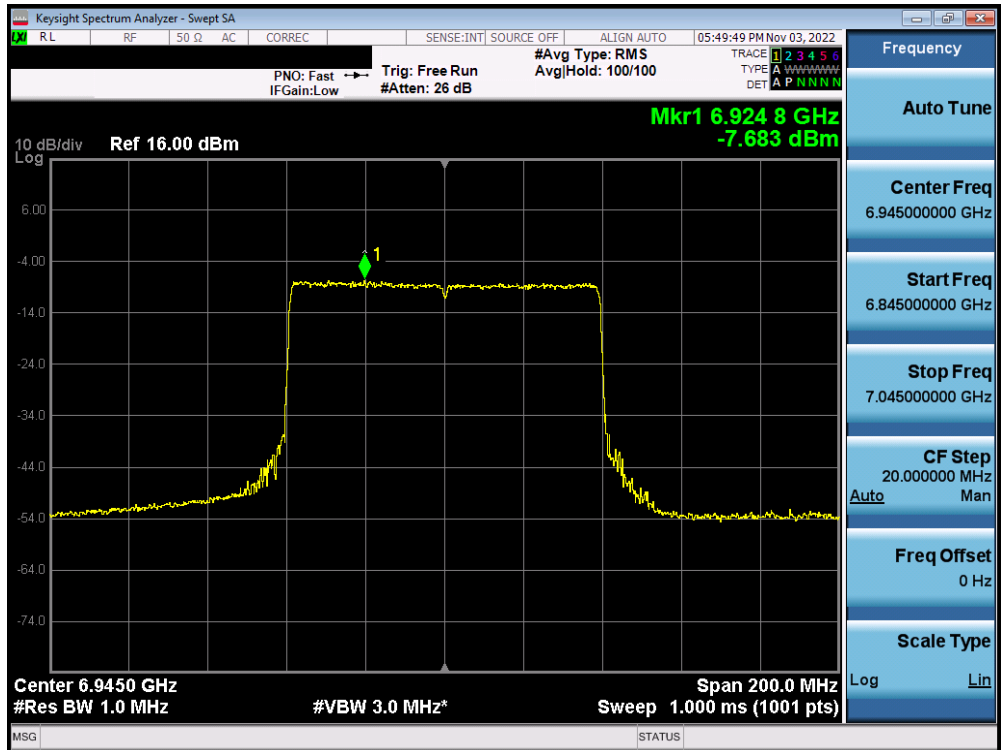 Keysight Spectrum Analyzer - Swept SA
LXI RL RF 50 Ω AC CORREC SENSE:INT SOURCE OFF ALIGN AUTO 05:49:49 PM Nov 03, 2022
#Avg Type: RMS TRACE 1 2 3 4 5 6
PNO: Fast Trig: Free Run Avg|Hold: 100/100 TYPE A WWWWW
IFGain:Low #Atten: 26 dB DET A P N N N N
Mkr1 6.924 8 GHz
-7.683 dBm
10 dB/div Ref 16.00 dBm
Log
6.00
1
-4.00
-14.0
-24.0
-34.0
-44.0
-54.0
-64.0
-74.0
Center 6.9450 GHz Span 200.0 MHz
#Res BW 1.0 MHz #VBW 3.0 MHz* Sweep 1.000 ms (1001 pts)
MSG STATUS
Frequency
Auto Tune
Center Freq
6.945000000 GHz
Start Freq
6.845000000 GHz
Stop Freq
7.045000000 GHz
CF Step
20.000000 MHz
Auto Man
Freq Offset
0 Hz
Scale Type
Log Lin